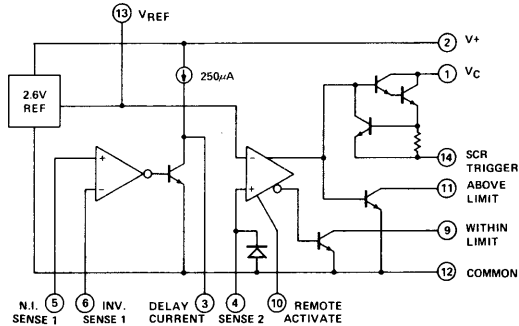 13 VREF
2 V+
250µA
1 VC
2.6V
REF
+
−
−
+
14 SCR
TRIGGER
11 ABOVE
LIMIT
9 WITHIN
LIMIT
12 COMMON
N.I. 5
SENSE 1
6 INV.
SENSE 1
DELAY 3
CURRENT
4
SENSE 2
10 REMOTE
ACTIVATE